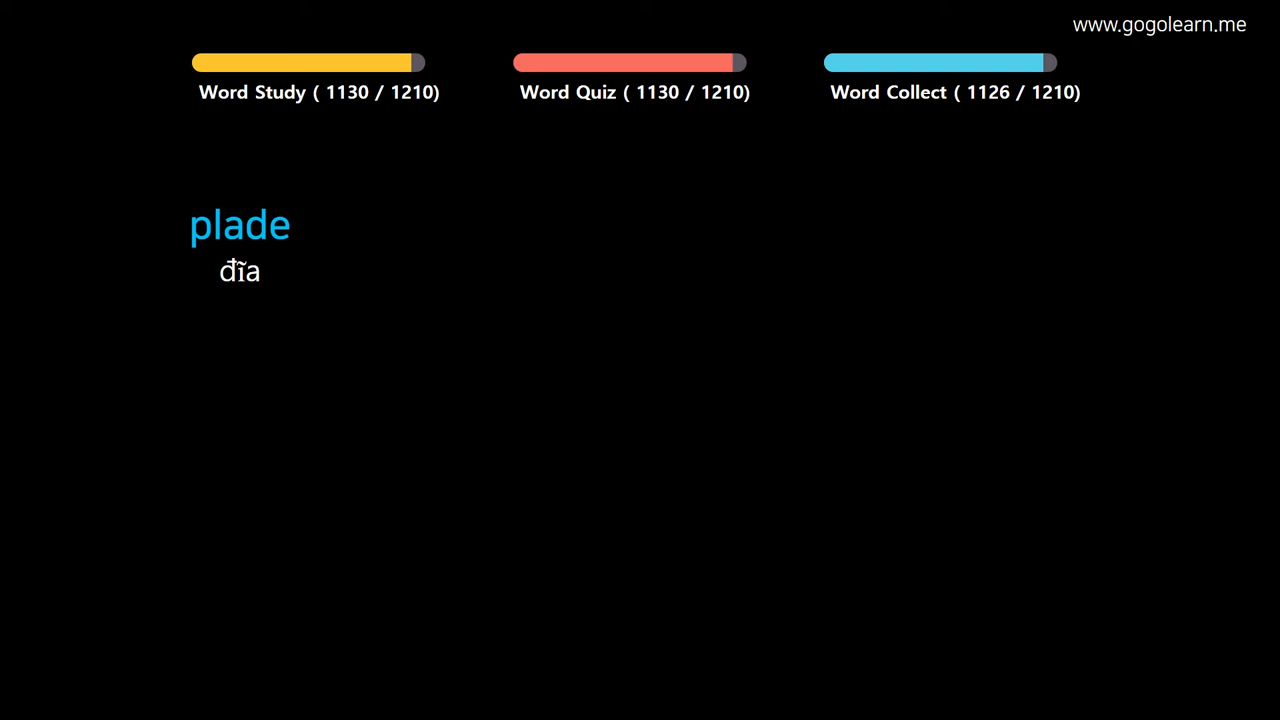 www.gogolearn.me
Word Study ( 1130 / 1210)
Word Quiz ( 1130 / 1210)
Word Collect ( 1126 / 1210)
plade
đĩa